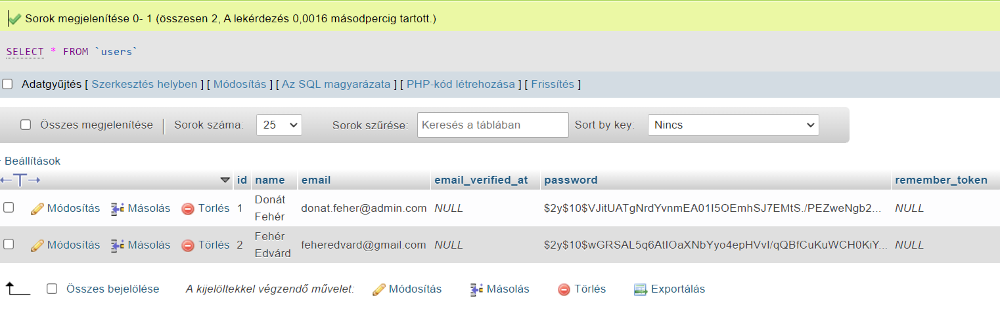 Sorok megjelenítése 0- 1 (összesen 2, A lekérdezés 0,0016 másodpercig tartott.)
SELECT * FROM `users`
Adatgyűjtés [ Szerkesztés helyben ] [ Módosítás ] [ Az SQL magyarázata ] [ PHP-kód létrehozása ] [ Frissítés ]
Összes megjelenítése Sorok száma: 25 Sorok szűrése: Keresés a táblában Sort by key: Nincs
Beállítások
←T→ id name email email_verified_at password remember_token
Módosítás Másolás Törlés 1 Donát Fehér donat.feher@admin.com NULL $2y$10$VJitUATgNrdYvnmEA01I5OEmhSJ7EMtS./PEZweNgb2... NULL
Módosítás Másolás Törlés 2 Fehér Edvárd feheredvard@gmail.com NULL $2y$10$wGRSAL5q6AtIOaXNbYyo4epHVvI/qQBfCuKuWCH0KiY... NULL
Összes bejelölése A kijelöltekkel végzendő művelet: Módosítás Másolás Törlés Exportálás